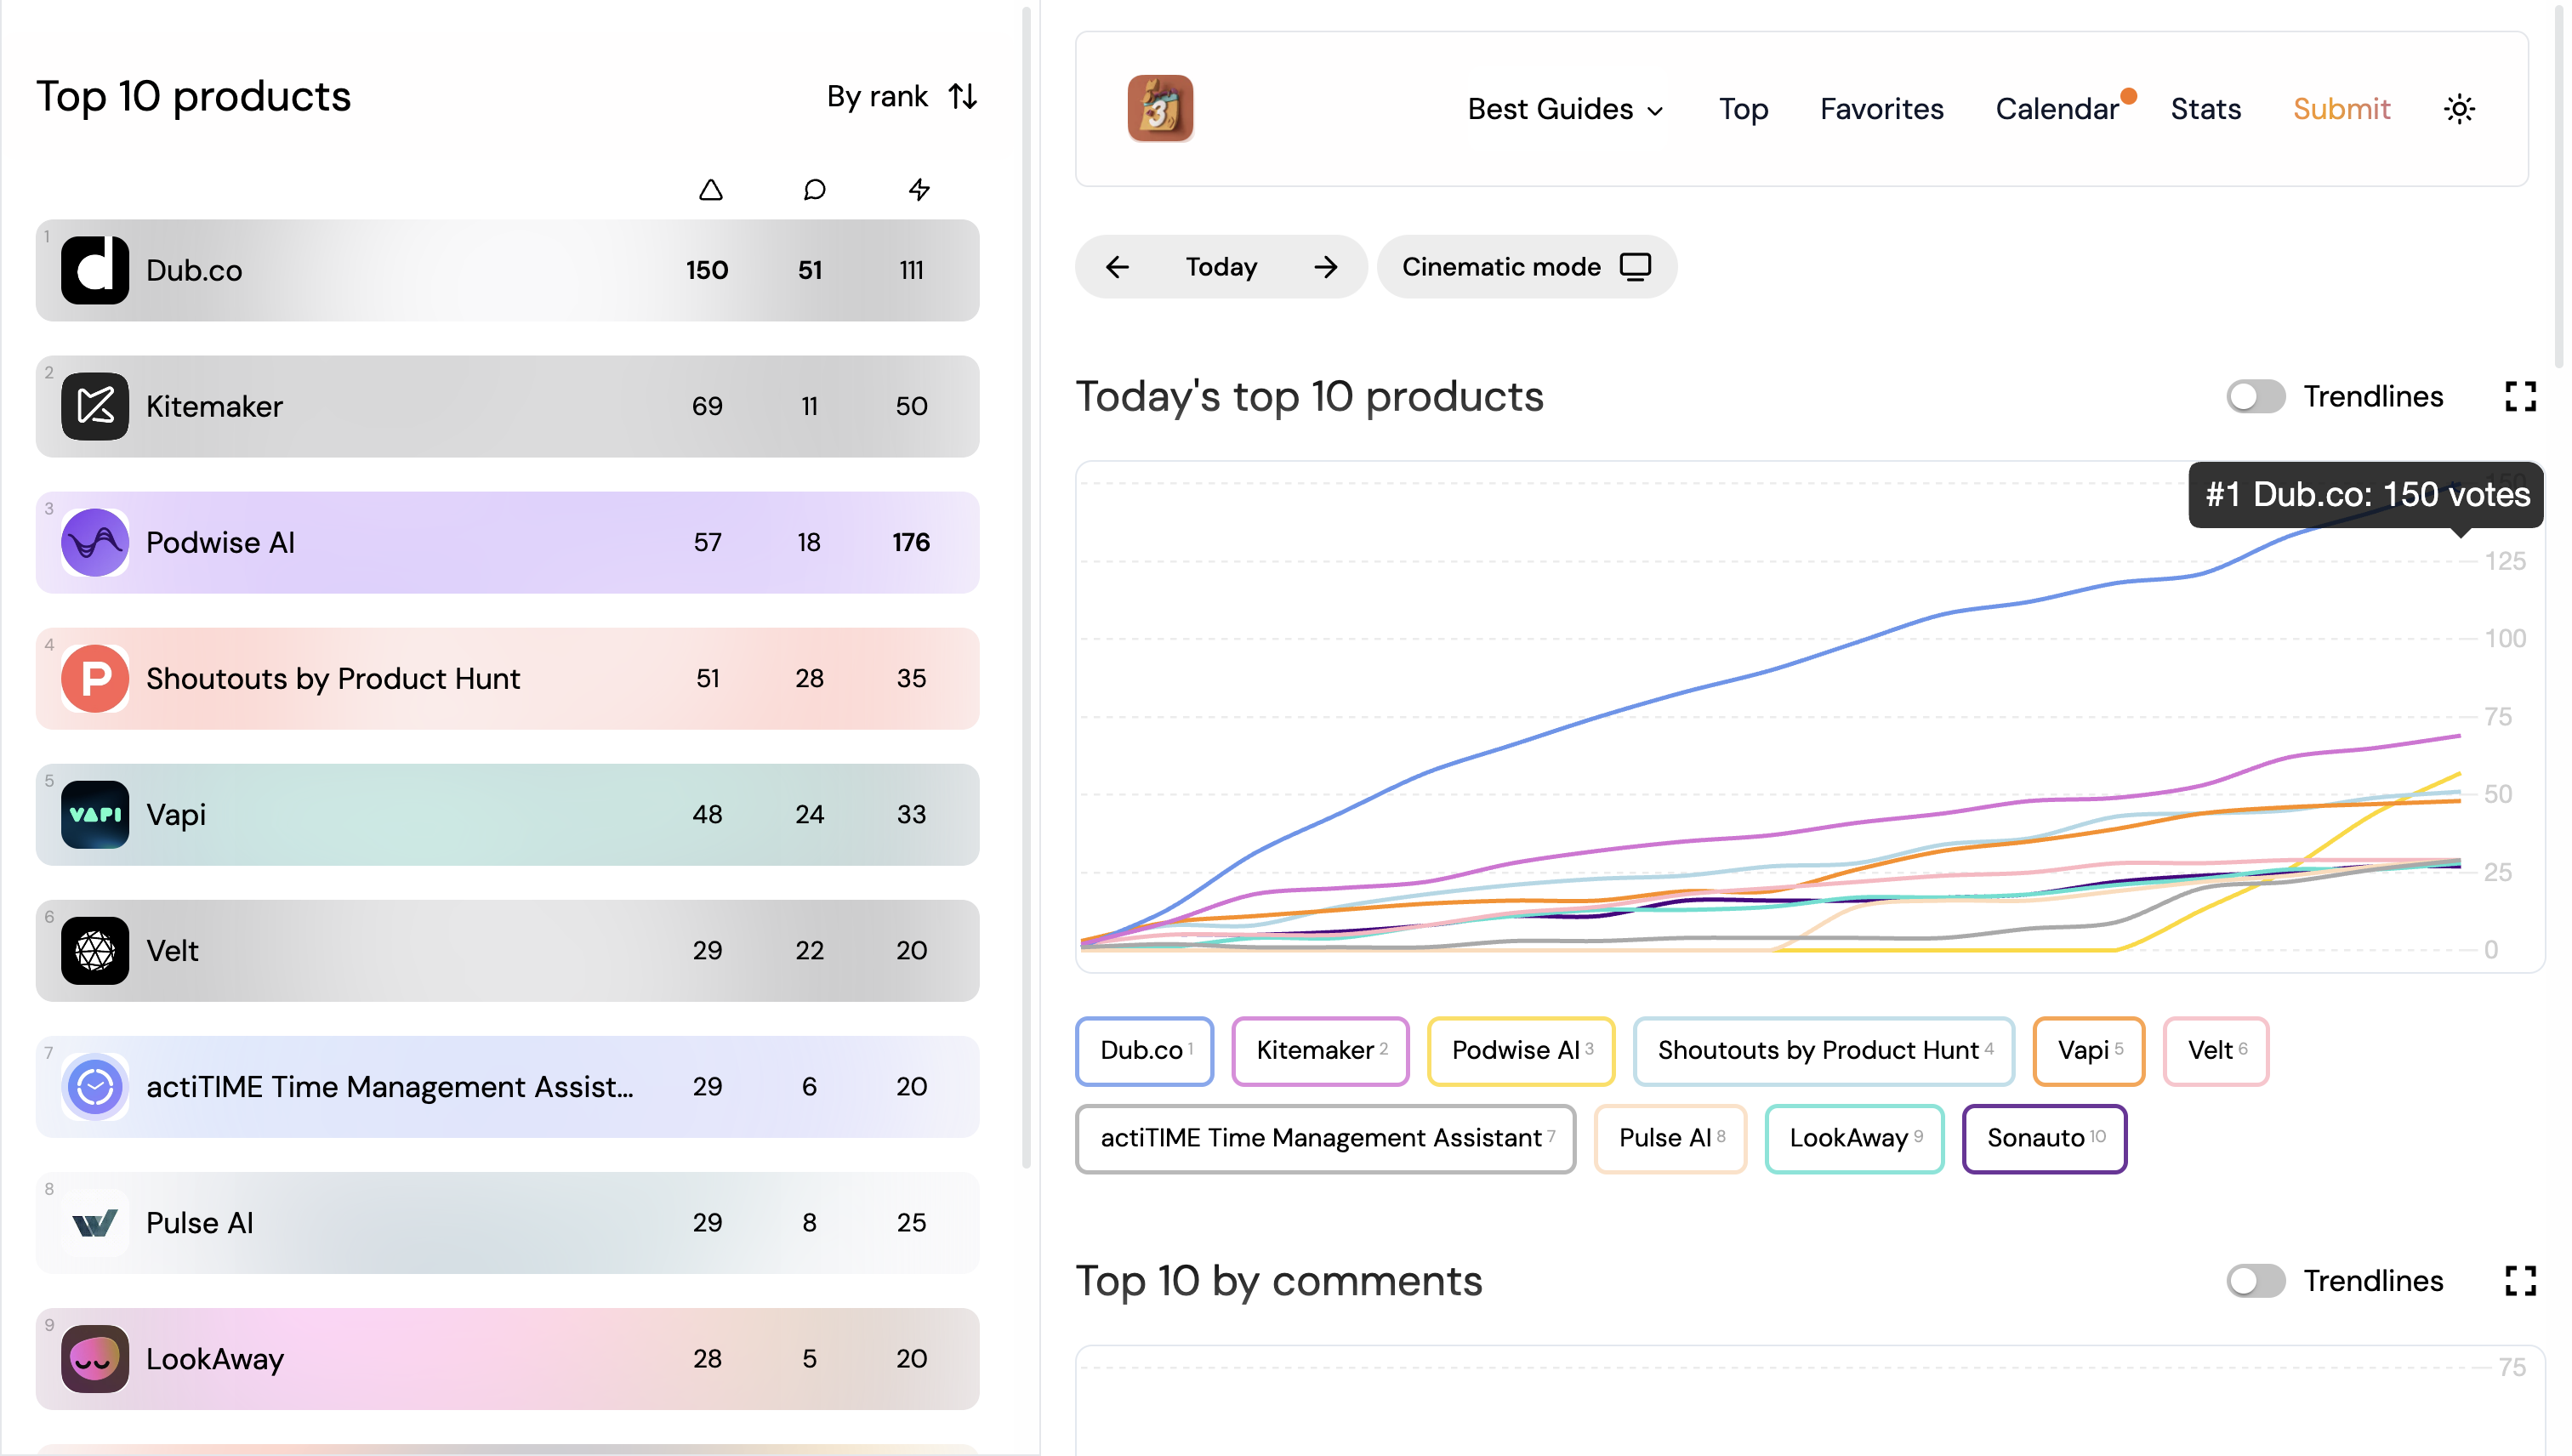 Top 10 products
By rank
1 Dub.co 150 51 111
2 Kitemaker 69 11 50
3 Podwise AI 57 18 176
4 P Shoutouts by Product Hunt 51 28 35
5 VAPI Vapi 48 24 33
6 Velt 29 22 20
7 actiTIME Time Management Assist... 29 6 20
8 Pulse AI 29 8 25
9 LookAway 28 5 20
3
Best Guides Top Favorites Calendar Stats Submit
Today
Cinematic mode
Today's top 10 products
Trendlines
#1 Dub.co: 150 votes
150
125
100
75
50
25
0
Dub.co 1 Kitemaker 2 Podwise AI 3 Shoutouts by Product Hunt 4 Vapi 5 Velt 6
actiTIME Time Management Assistant 7 Pulse AI 8 LookAway 9 Sonauto 10
Top 10 by comments
Trendlines
75